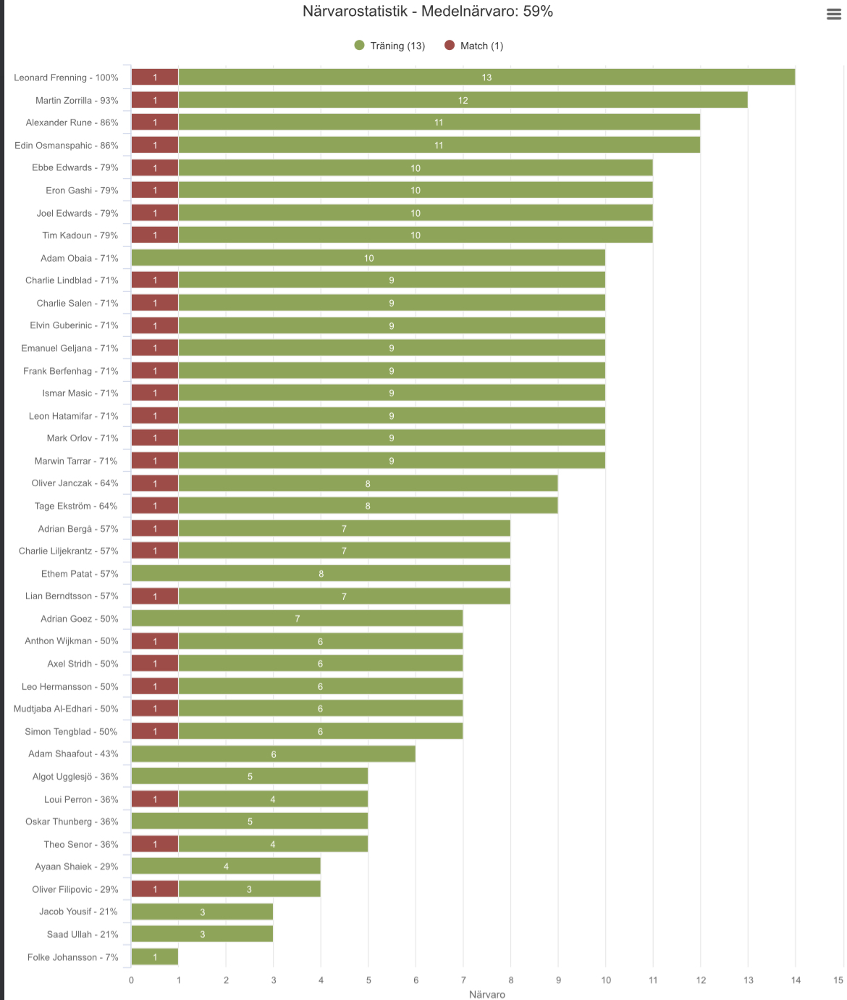 Närvarostatistik - Medelnärvaro: 59%
Träning (13) Match (1)
Leonard Frenning - 100% 1 13
Martin Zorrilla - 93% 1 12
Alexander Rune - 86% 1 11
Edin Osmanspahic - 86% 1 11
Ebbe Edwards - 79% 1 10
Eron Gashi - 79% 1 10
Joel Edwards - 79% 1 10
Tim Kadoun - 79% 1 10
Adam Obaia - 71% 10
Charlie Lindblad - 71% 1 9
Charlie Salen - 71% 1 9
Elvin Guberinic - 71% 1 9
Emanuel Geljana - 71% 1 9
Frank Berfenhag - 71% 1 9
Ismar Masic - 71% 1 9
Leon Hatamifar - 71% 1 9
Mark Orlov - 71% 1 9
Marwin Tarrar - 71% 1 9
Oliver Janczak - 64% 1 8
Tage Ekström - 64% 1 8
Adrian Bergå - 57% 1 7
Charlie Liljekrantz - 57% 1 7
Ethem Patat - 57% 8
Lian Berndtsson - 57% 1 7
Adrian Goez - 50% 7
Anthon Wijkman - 50% 1 6
Axel Stridh - 50% 1 6
Leo Hermansson - 50% 1 6
Mudtjaba Al-Edhari - 50% 1 6
Simon Tengblad - 50% 1 6
Adam Shaafout - 43% 6
Algot Ugglesjö - 36% 5
Loui Perron - 36% 1 4
Oskar Thunberg - 36% 5
Theo Senor - 36% 1 4
Ayaan Shaiek - 29% 4
Oliver Filipovic - 29% 1 3
Jacob Yousif - 21% 3
Saad Ullah - 21% 3
Folke Johansson - 7% 1
0 1 2 3 4 5 6 7 8 9 10 11 12 13 14 15
Närvaro